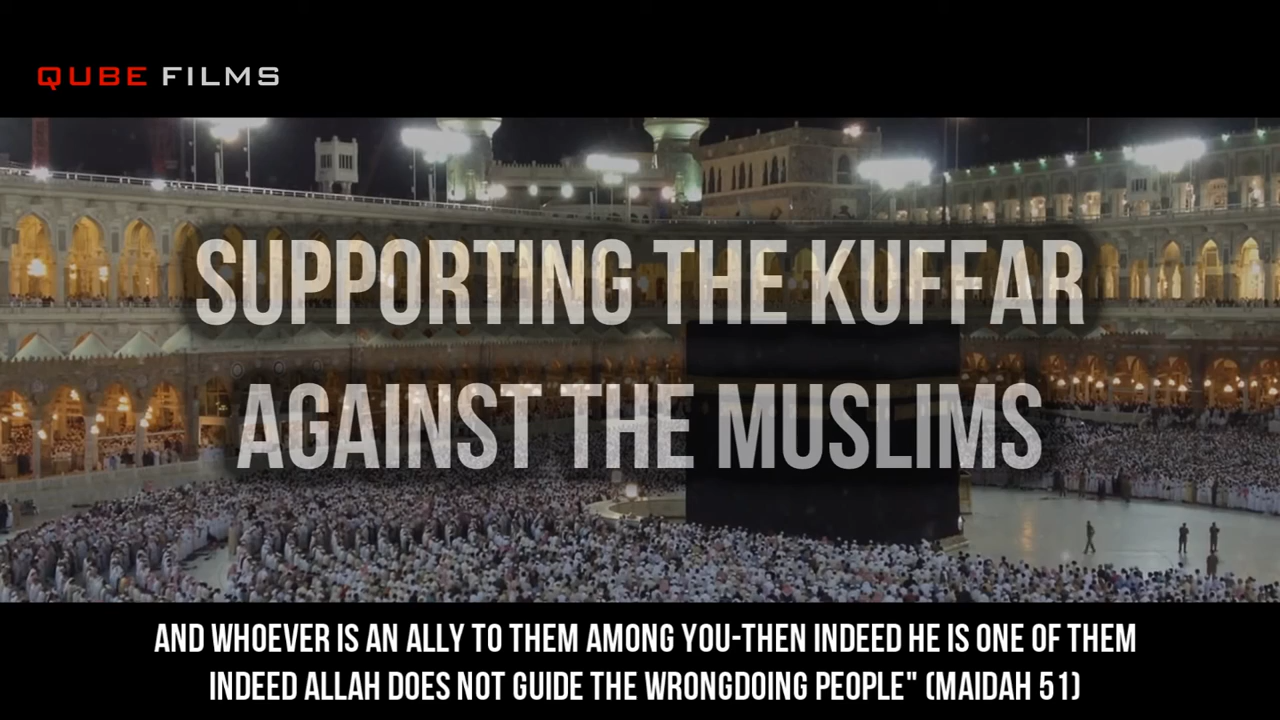 QUBE FILMS
SUPPORTING THE KUFFAR
AGAINST THE MUSLIMS
AND WHOEVER IS AN ALLY TO THEM AMONG YOU-THEN INDEED HE IS ONE OF THEM
INDEED ALLAH DOES NOT GUIDE THE WRONGDOING PEOPLE" (MAIDAH 51)